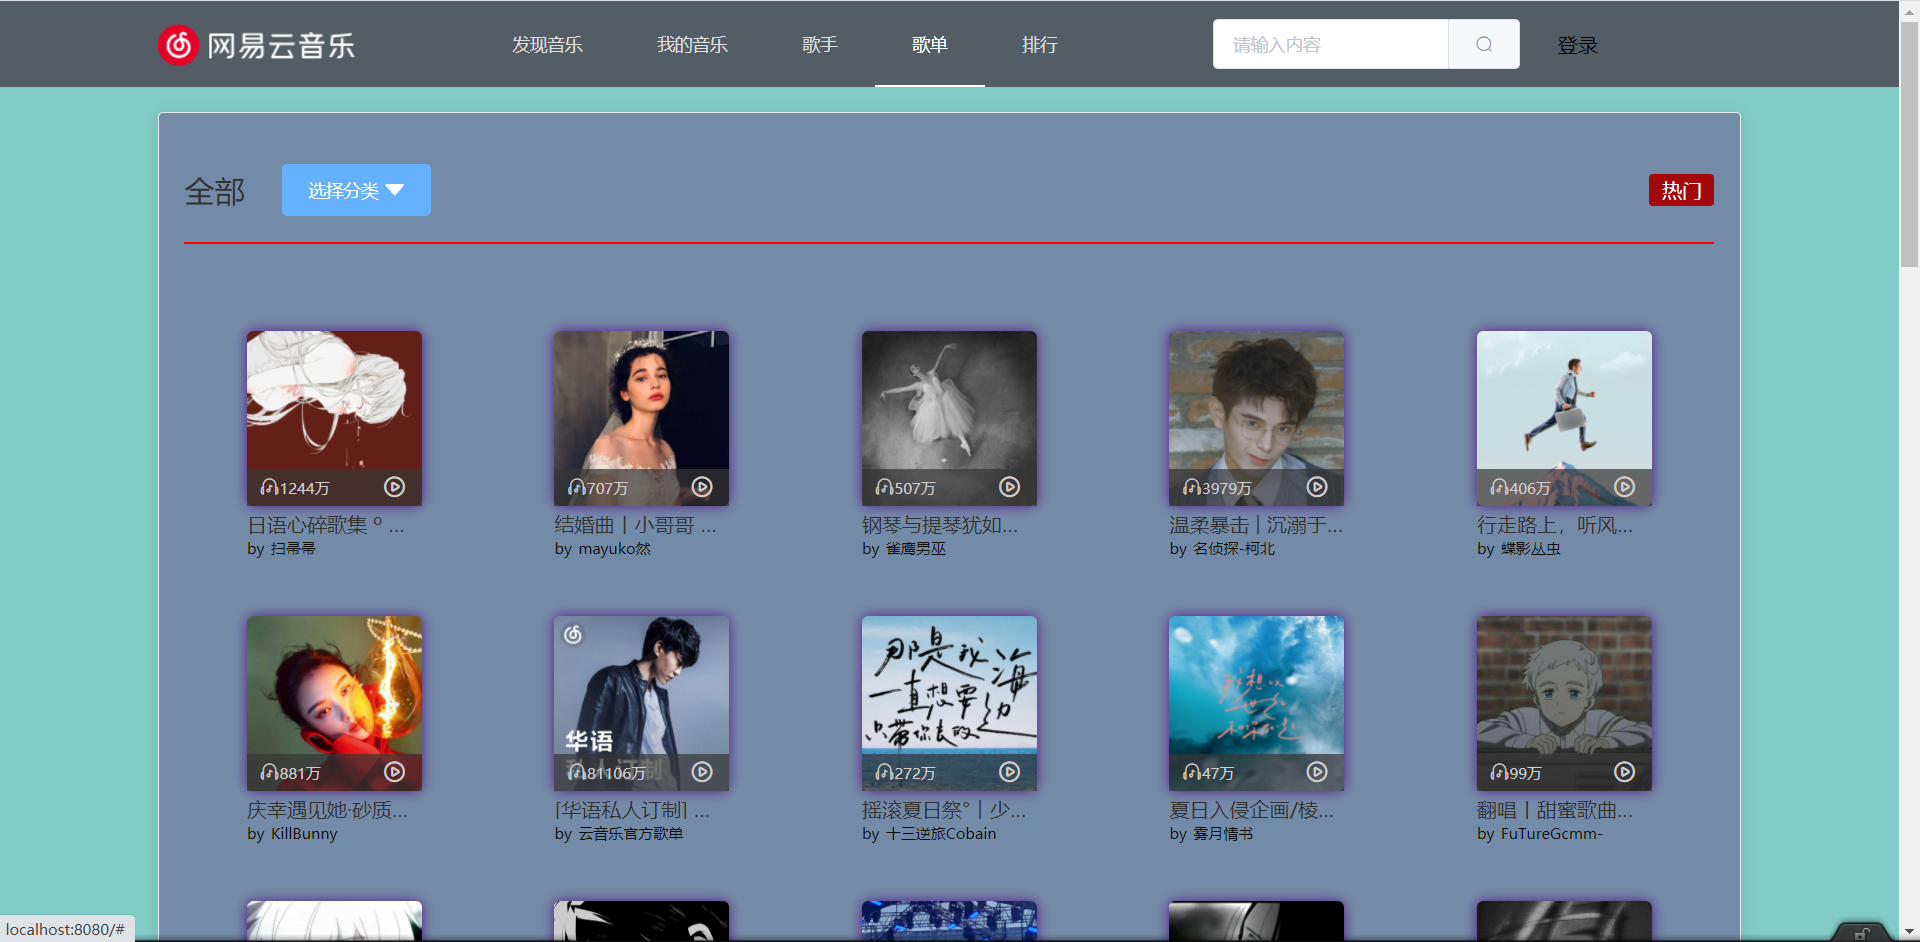 网易云音乐
发现音乐
我的音乐
歌手
歌单
排行
请输入内容
登录
全部
选择分类
热门
1244万
707万
507万
3979万
406万
日语心碎歌集 º ...
结婚曲丨小哥哥 ...
钢琴与提琴犹如...
温柔暴击 | 沉溺于...
行走路上，听风...
by 扫帚帚
by mayuko然
by 雀鹰男巫
by 名侦探-柯北
by 蝶影丛虫
华语
私人订制
那是我
一直想要
只带你去的
海边
881万
81106万
272万
47万
99万
庆幸遇见她·砂质...
[华语私人订制] ...
摇滚夏日祭°丨少...
夏日入侵企画/棱...
翻唱丨甜蜜歌曲...
by KillBunny
by 云音乐官方歌单
by 十三逆旅Cobain
by 雾月情书
by FuTureGcmm-
localhost:8080/#